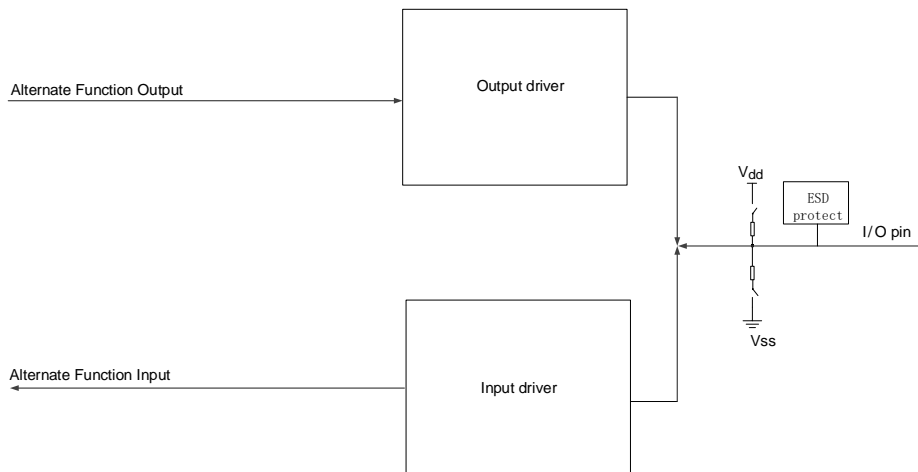 Alternate Function Output
Output driver
Vdd
ESD
protect
I/O pin
Vss
Alternate Function Input
Input driver